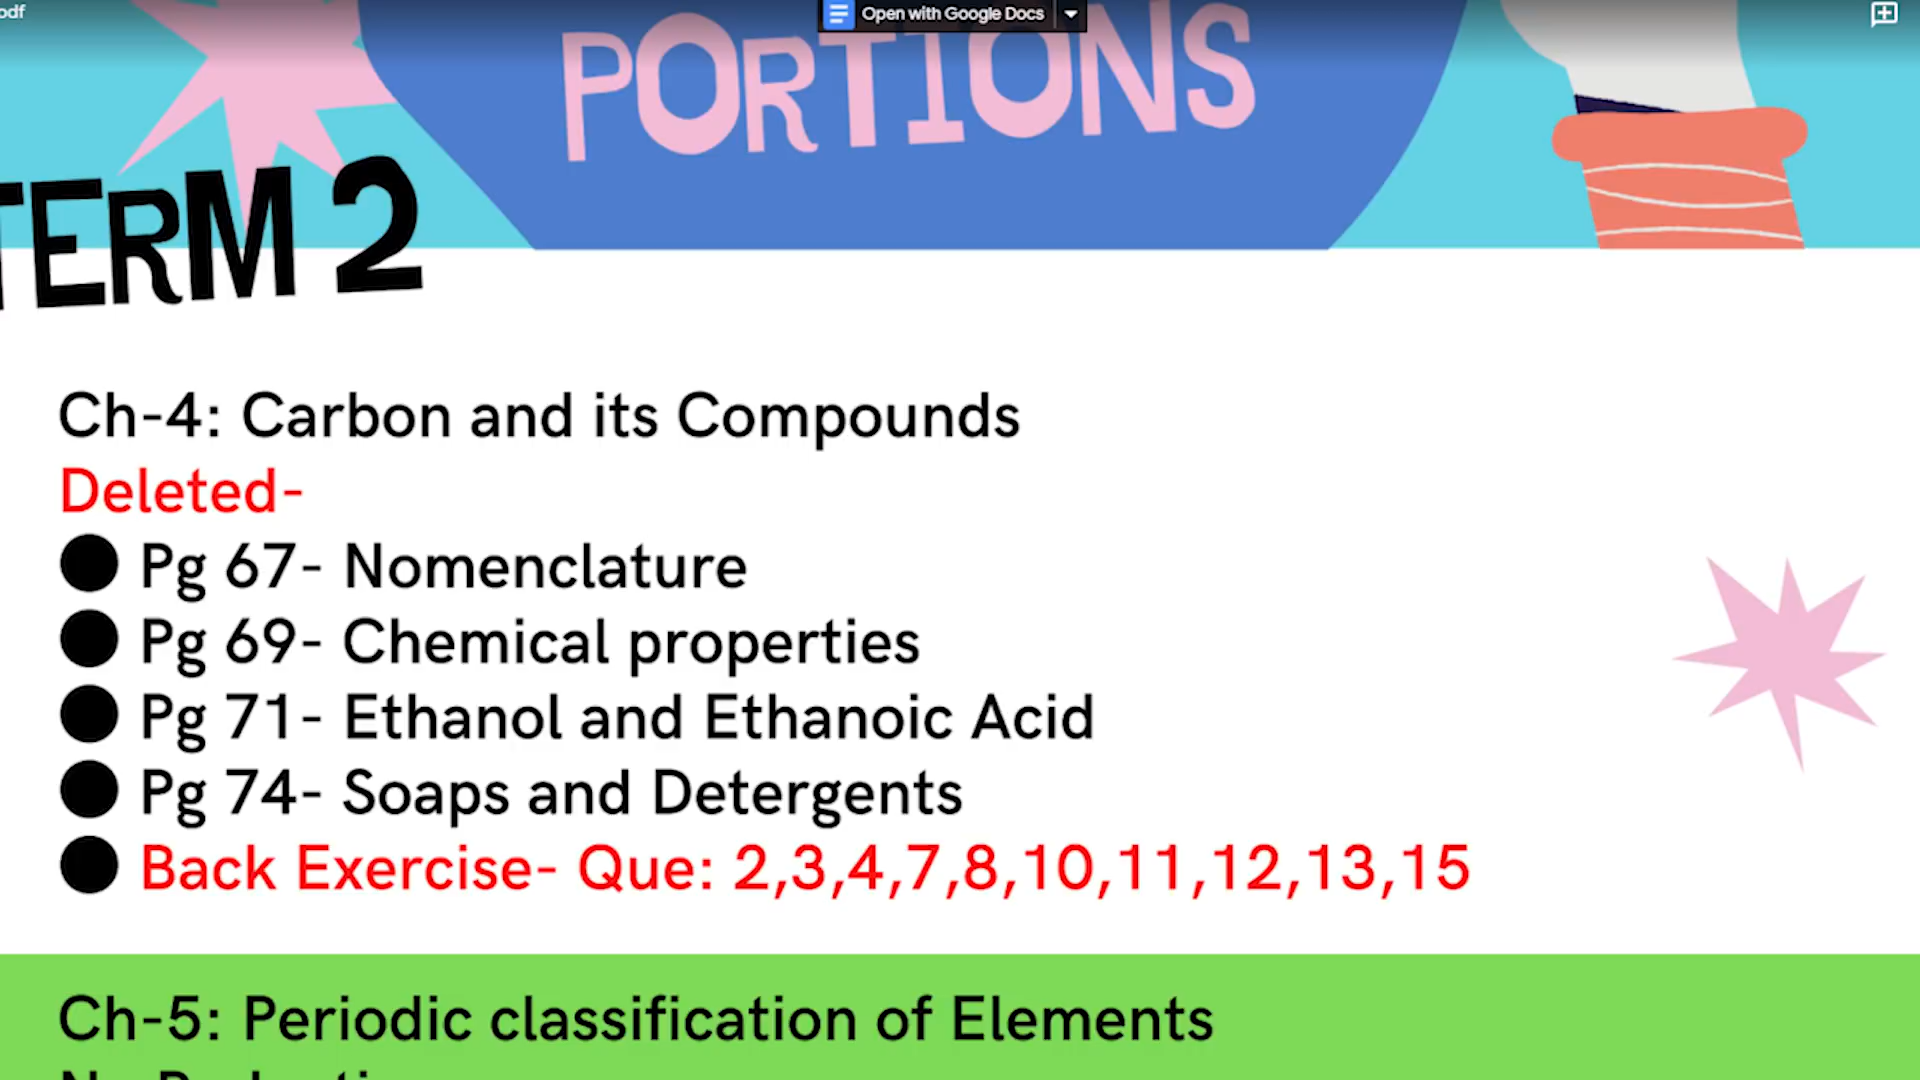 odf
Open with Google Docs
PORTIONS
TERM 2
Ch-4: Carbon and its Compounds
Deleted-
● Pg 67- Nomenclature
● Pg 69- Chemical properties
● Pg 71- Ethanol and Ethanoic Acid
● Pg 74- Soaps and Detergents
● Back Exercise- Que: 2,3,4,7,8,10,11,12,13,15
Ch-5: Periodic classification of Elements